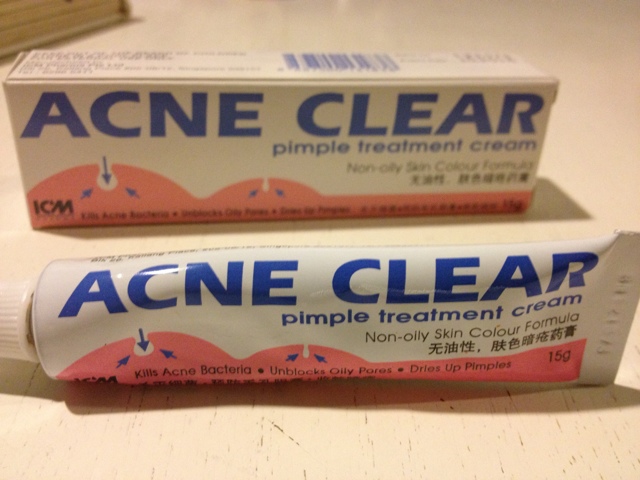 ACNE CLEAR
pimple treatment cream
Non-oily Skin Colour Formula
无油性，肤色暗疮药膏
ICM
Kills Acne Bacteria • Unblocks Oily Pores • Dries Up Pimples
15g
ACNE CLEAR
pimple treatment cream
Non-oily Skin Colour Formula
无油性，肤色暗疮药膏
15g
Kills Acne Bacteria • Unblocks Oily Pores • Dries Up Pimples
ICM